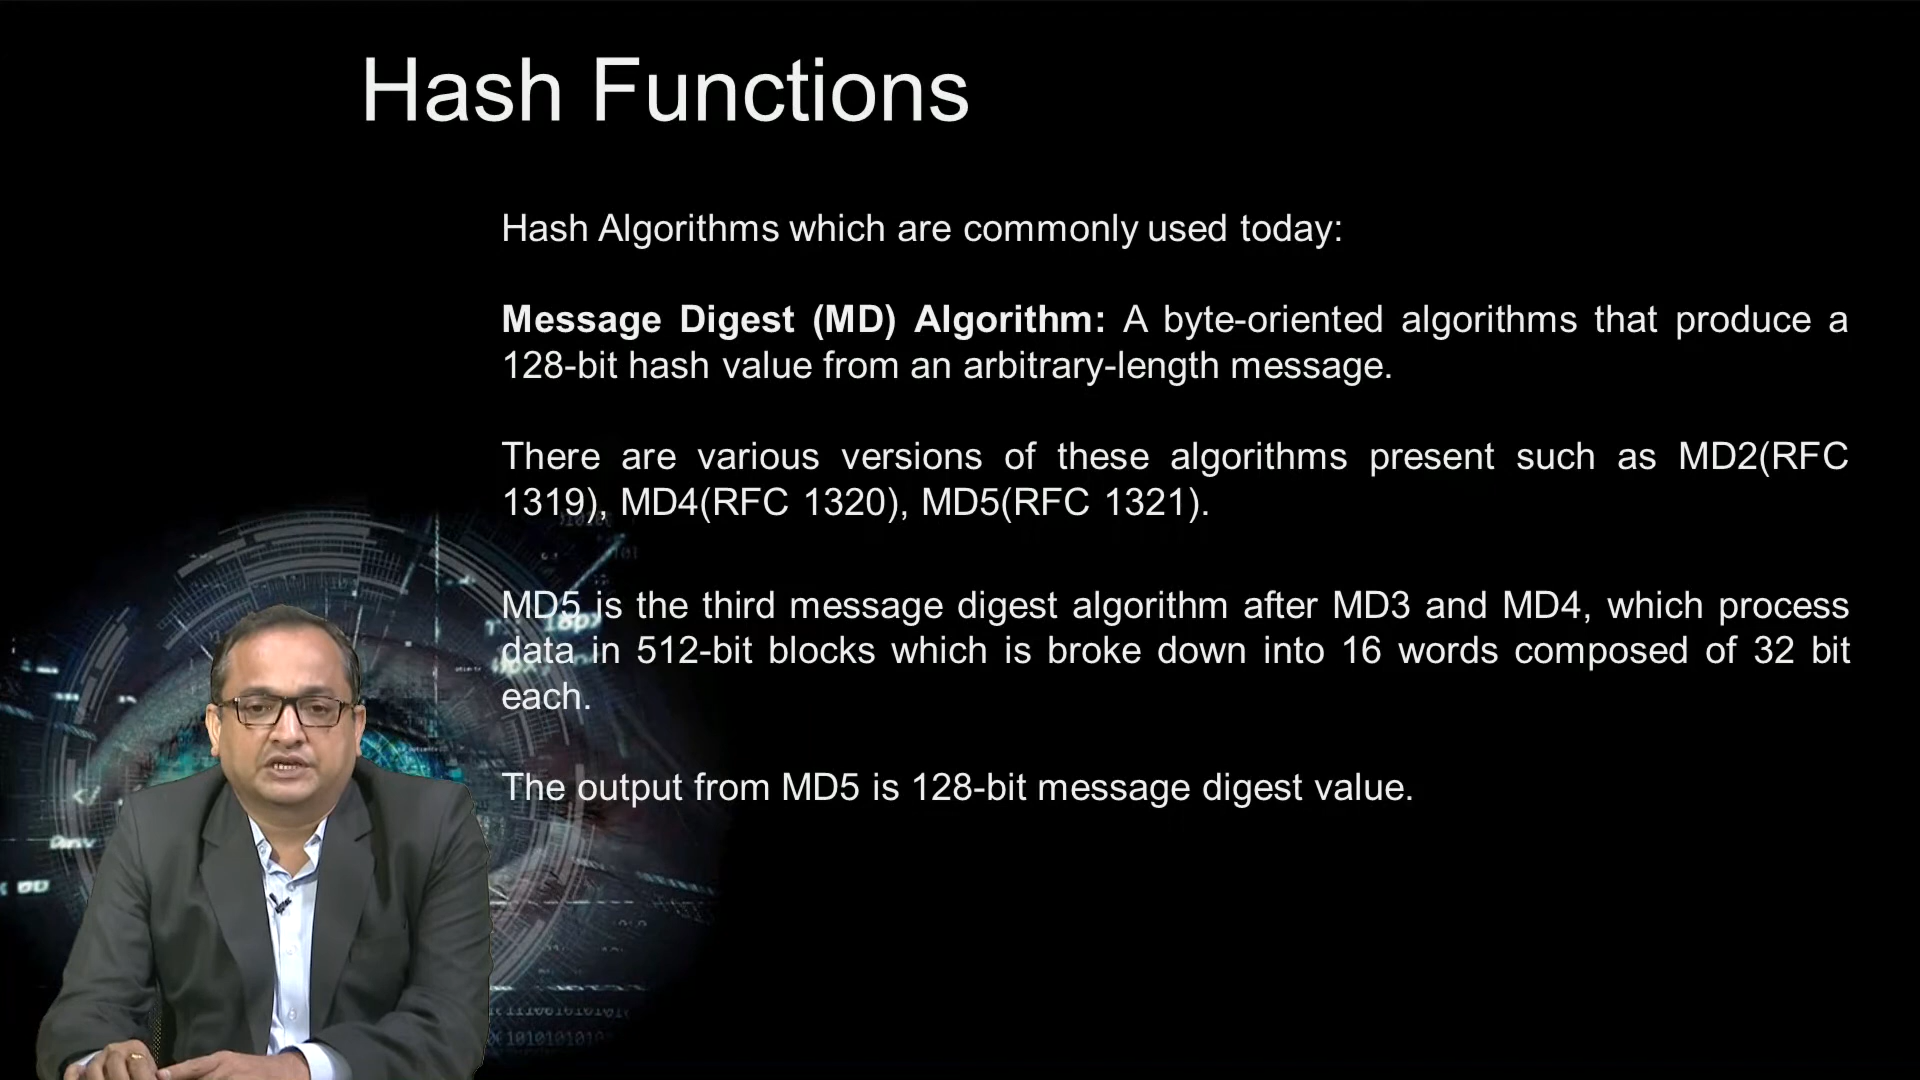 Hash Functions
Hash Algorithms which are commonly used today:
Message Digest (MD) Algorithm: A byte-oriented algorithms that produce a
128-bit hash value from an arbitrary-length message.
There are various versions of these algorithms present such as MD2(RFC
1319), MD4(RFC 1320), MD5(RFC 1321).
MD5 is the third message digest algorithm after MD3 and MD4, which process
data in 512-bit blocks which is broke down into 16 words composed of 32 bit
each.
The output from MD5 is 128-bit message digest value.